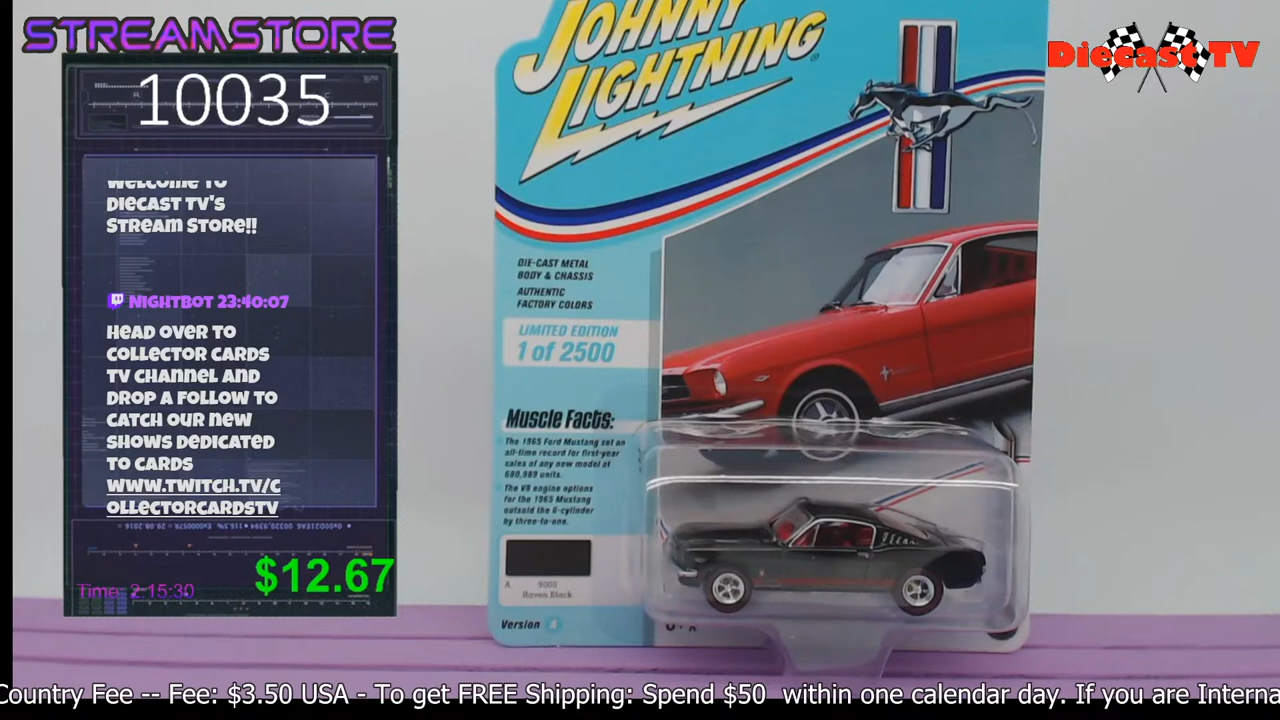 STREAMSTORE
10035
WELCOME TO
DIECAST TV'S
STREAM STORE!!
NIGHTBOT 23:40:07
HEAD OVER TO
COLLECTOR CARDS
TV CHANNEL AND
DROP A FOLLOW TO
CATCH OUR NEW
SHOWS DEDICATED
TO CARDS
WWW.TWITCH.TV/C
OLLECTORCARDSTV
Time: 2:15:30
$12.67
JOHNNY
LIGHTNING
DIE-CAST METAL
BODY & CHASSIS
AUTHENTIC
FACTORY COLORS
LIMITED EDITION
1 of 2500
Muscle Facts:
The 1965 Ford Mustang set an
all-time record for first-year
sales of any new model at
680,989 units.
The V8 engine options
for the 1965 Mustang
outsold the 6-cylinder
by three-to-one.
A 9000
Raven Black
Version A
Diecast TV
Country Fee -- Fee: $3.50 USA - To get FREE Shipping: Spend $50 within one calendar day. If you are Interna